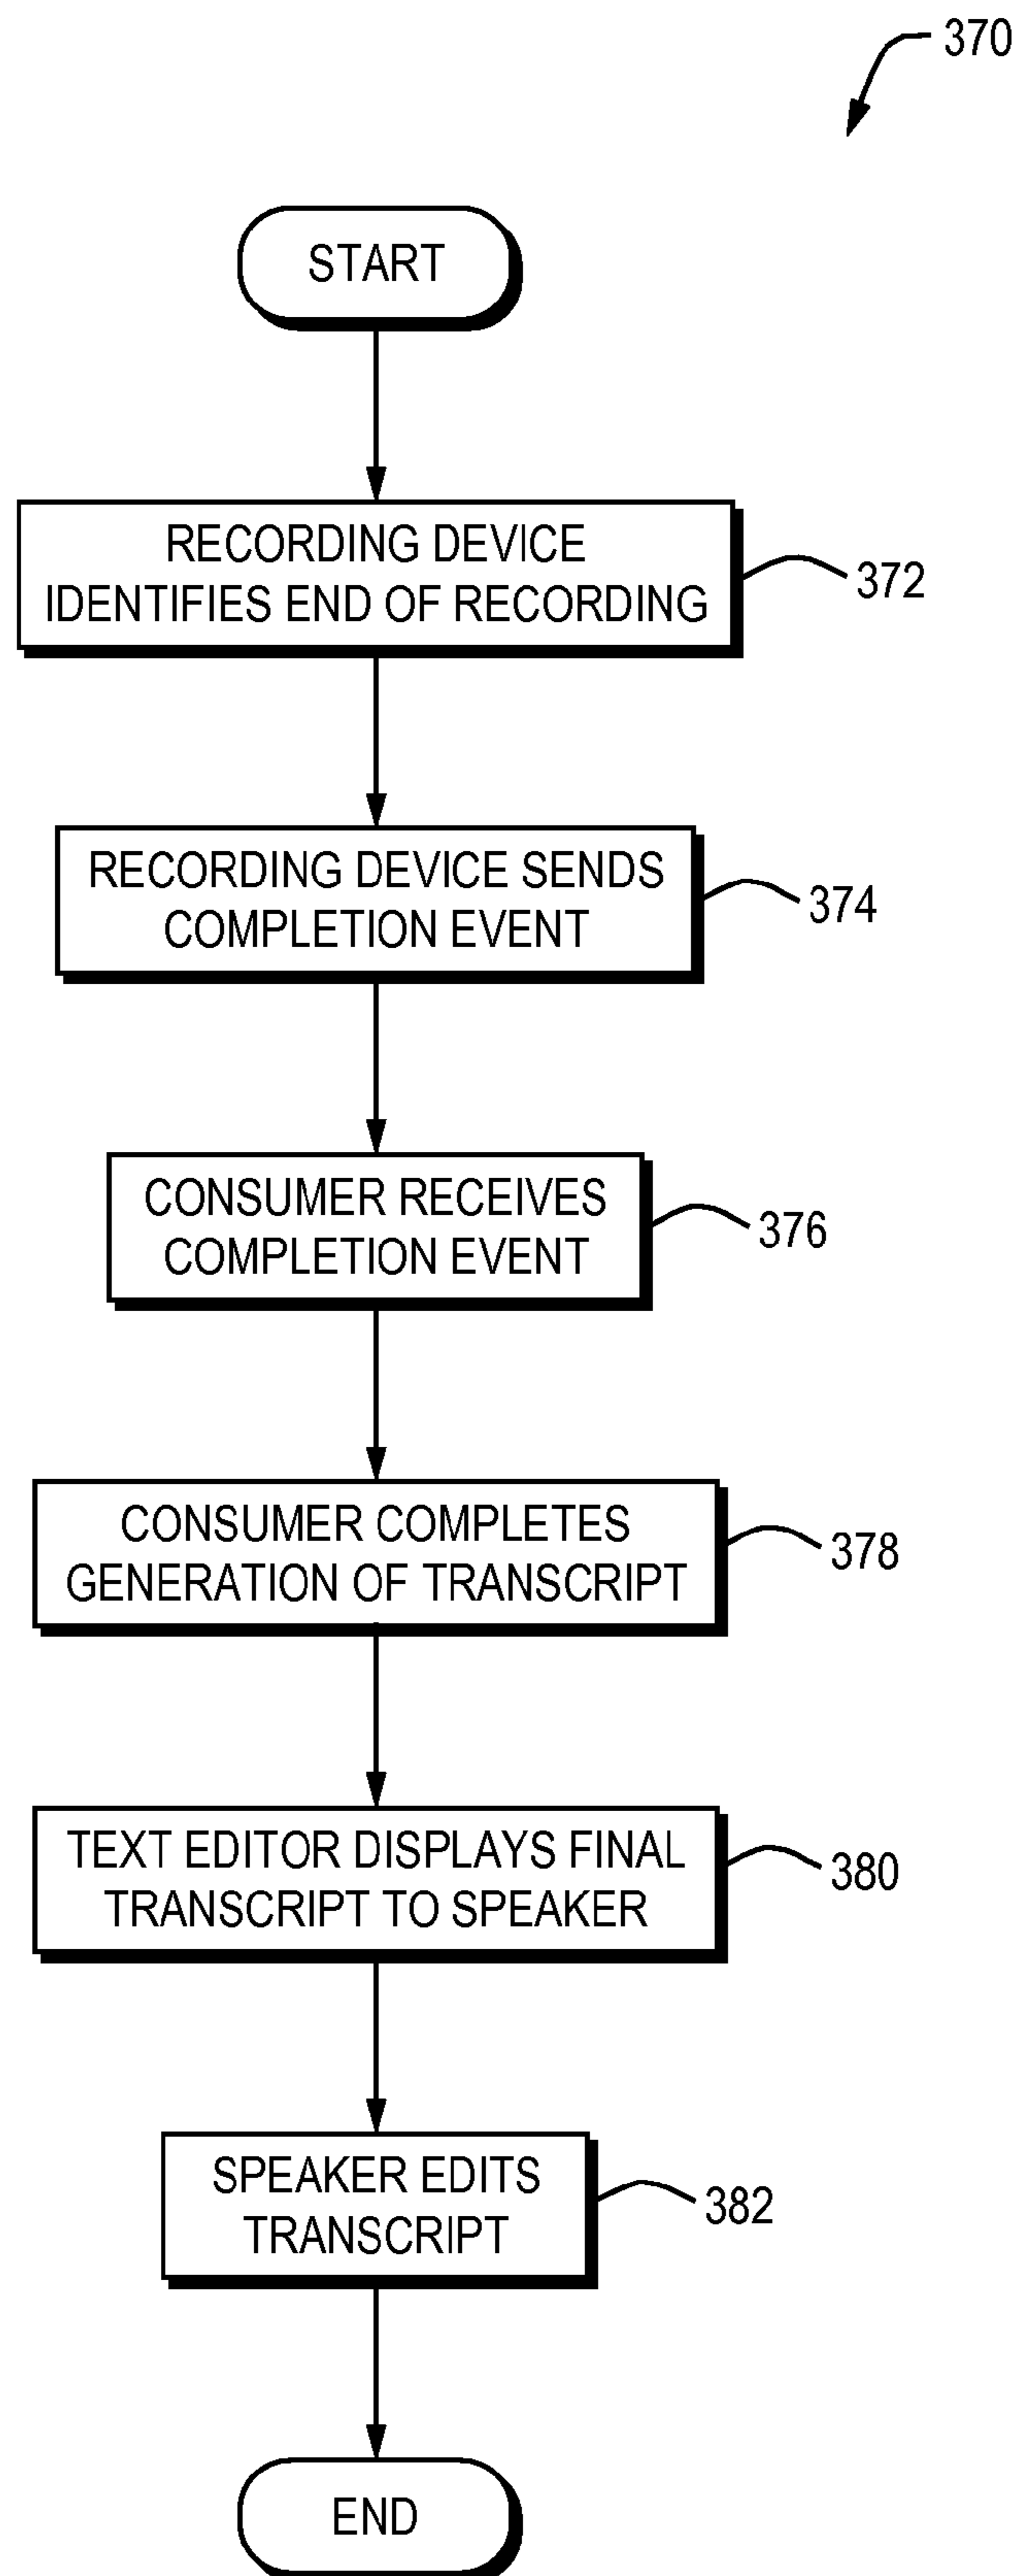 370
START
RECORDING DEVICE
IDENTIFIES END OF RECORDING
372
RECORDING DEVICE SENDS
COMPLETION EVENT
374
CONSUMER RECEIVES
COMPLETION EVENT
376
CONSUMER COMPLETES
GENERATION OF TRANSCRIPT
378
TEXT EDITOR DISPLAYS FINAL
TRANSCRIPT TO SPEAKER
380
SPEAKER EDITS
TRANSCRIPT
382
END